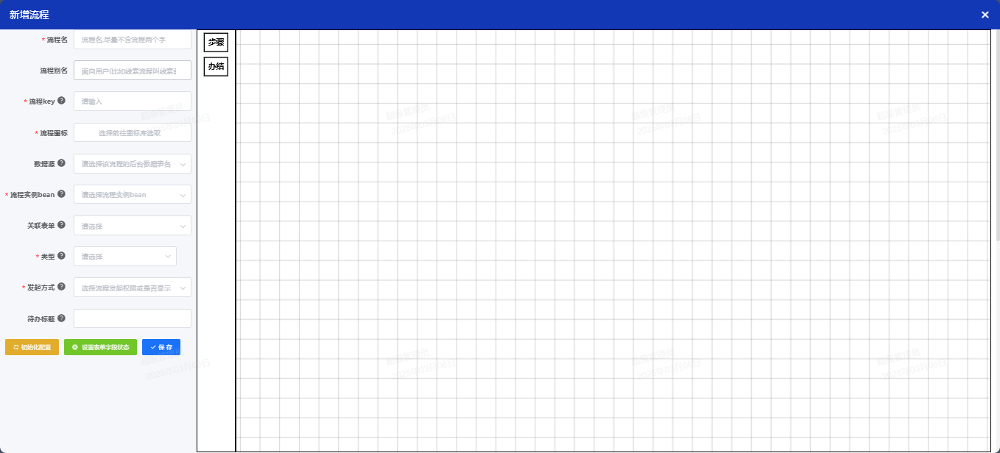 新增流程
* 流程名
流程名,尽量不含流程两个字
流程别名
面向用户(比如线索流程叫线索
* 流程key
请输入
* 流程图标
选择前往图标库选取
数据源
请选择该流程的后台数据表名
* 流程实例bean
请选择流程实例bean
关联表单
请选择
* 类型
请选择
* 发起方式
选择流程发起权限或是否显示
待办标题
初始化配置
设置表单字段状态
保存
步骤
办结
超级管理员
2025年03月06日
超级管理员
2025年03月06日
超级管理员
2025年03月06日
超级管理员
2025年03月06日
超级管理员
2025年03月06日
超级管理员
2025年03月06日
超级管理员
2025年03月06日
超级管理员
2025年03月06日